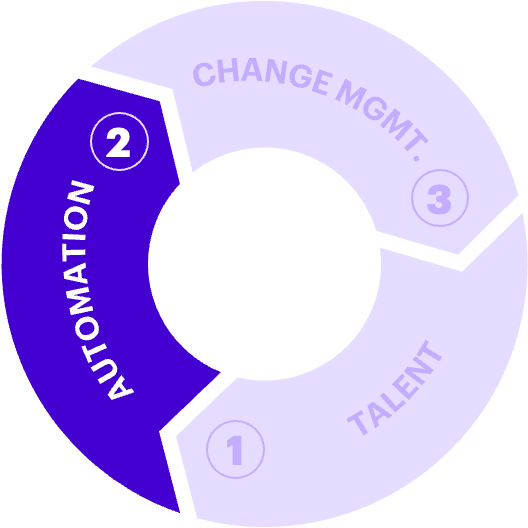 CHANGE MGMT.
3
2
AUTOMATION
TALENT
1